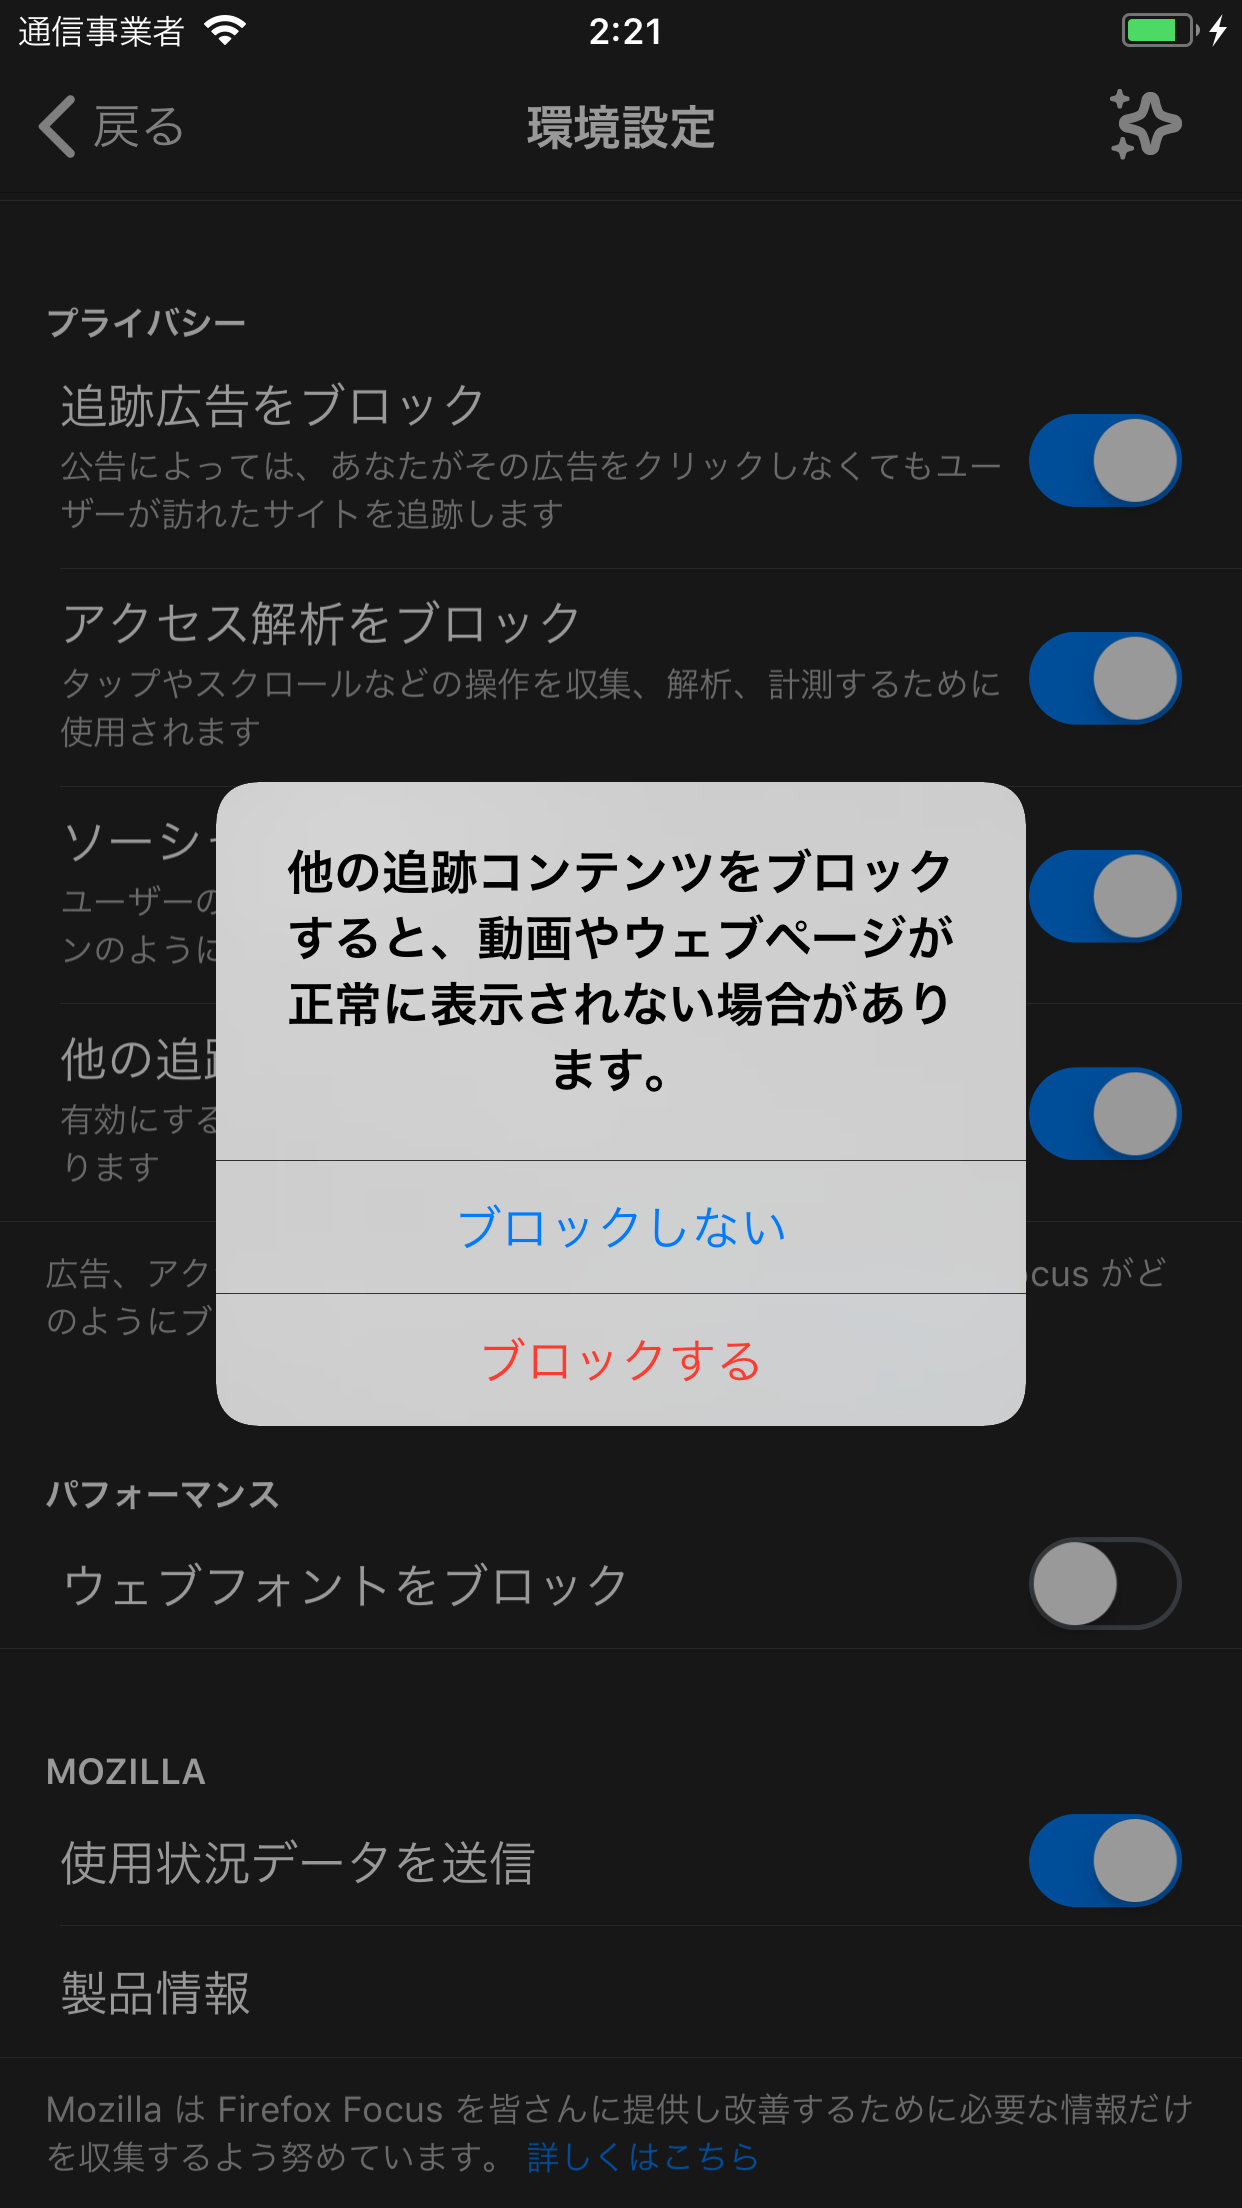 通信事業者 2:21
戻る 環境設定
プライバシー
追跡広告をブロック
公告によっては、あなたがその広告をクリックしなくてもユー
ザーが訪れたサイトを追跡します
アクセス解析をブロック
タップやスクロールなどの操作を収集、解析、計測するために
使用されます
ソーシャ
ユーザーの
ンのように
他の追跡
有効にする
ります
他の追跡コンテンツをブロック
すると、動画やウェブページが
正常に表示されない場合があり
ます。
ブロックしない
ブロックする
広告、アク cus がど
のようにブ
パフォーマンス
ウェブフォントをブロック
MOZILLA
使用状況データを送信
製品情報
Mozilla は Firefox Focus を皆さんに提供し改善するために必要な情報だけ
を収集するよう努めています。 詳しくはこちら